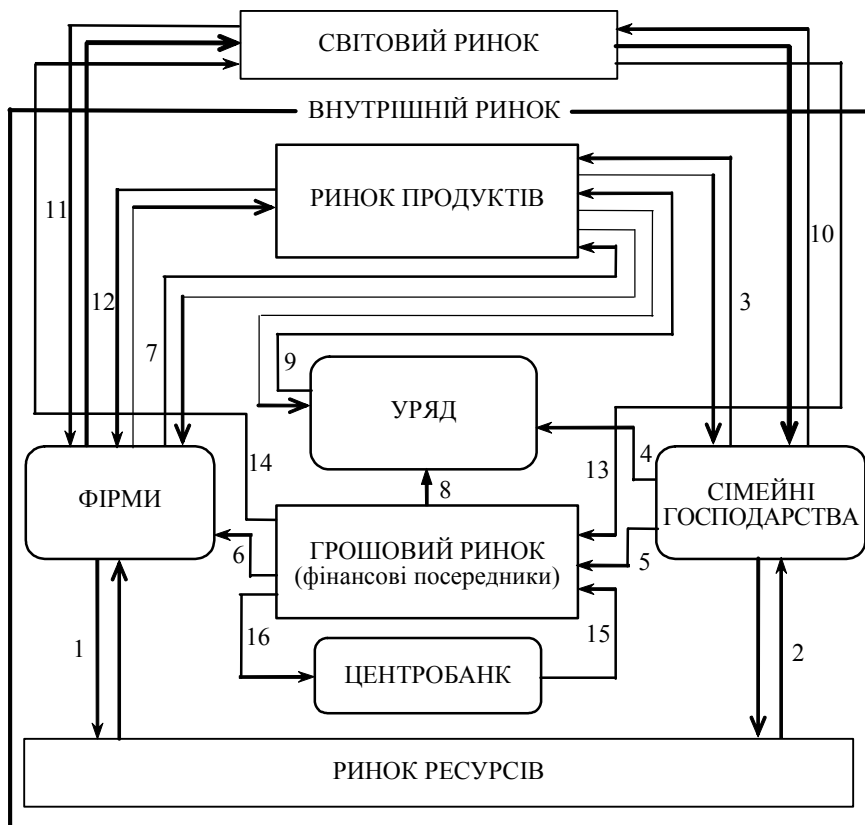 СВІТОВИЙ РИНОК
ВНУТРІШНІЙ РИНОК
РИНОК ПРОДУКТІВ
11
10
12
3
7
9
УРЯД
14
4
13
8
ФІРМИ
СІМЕЙНІ
ГОСПОДАРСТВА
ГРОШОВИЙ РИНОК
(фінансові посередники)
6
5
16
15
1
2
ЦЕНТРОБАНК
РИНОК РЕСУРСІВ